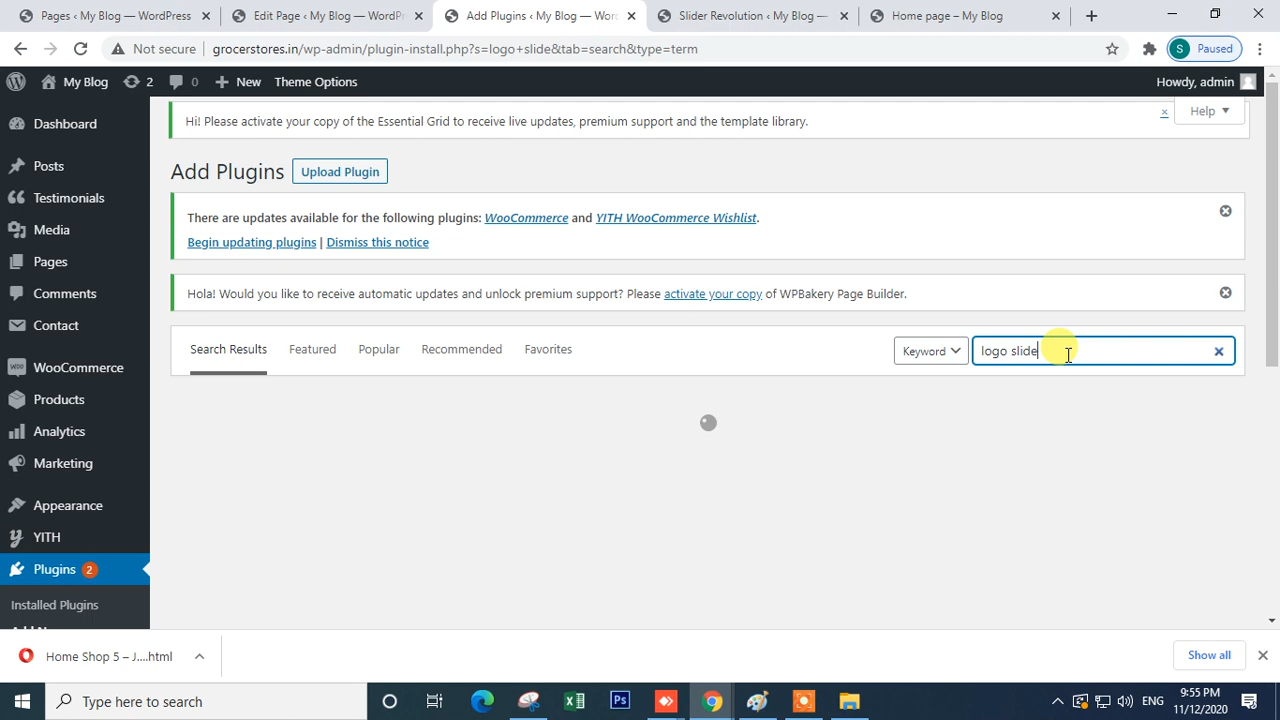 Pages ‹ My Blog — WordPress
Edit Page ‹ My Blog — WordPr
Add Plugins ‹ My Blog — Wor
Slider Revolution ‹ My Blog —
Home page – My Blog
Not secure
grocerstores.in/wp-admin/plugin-install.php?s=logo+slide&tab=search&type=term
S
Paused
My Blog
2
0
New
Theme Options
Howdy, admin
Dashboard
Posts
Testimonials
Media
Pages
Comments
Contact
WooCommerce
Products
Analytics
Marketing
Appearance
YITH
Plugins 2
Installed Plugins
Hi! Please activate your copy of the Essential Grid to receive live updates, premium support and the template library.
Help
Add Plugins
Upload Plugin
There are updates available for the following plugins: WooCommerce and YITH WooCommerce Wishlist.
Begin updating plugins | Dismiss this notice
Hola! Would you like to receive automatic updates and unlock premium support? Please activate your copy of WPBakery Page Builder.
Search Results
Featured
Popular
Recommended
Favorites
Keyword
logo slide
Home Shop 5 – J....html
Show all
Type here to search
ENG
9:55 PM
11/12/2020